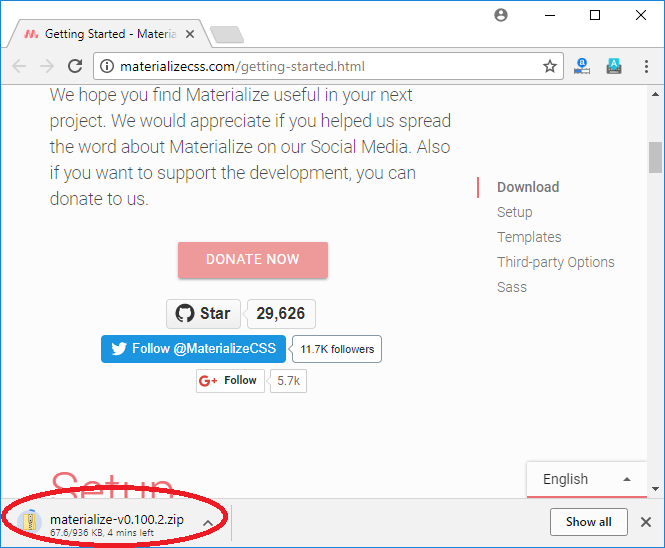 Getting Started - Materia
materializecss.com/getting-started.html
We hope you find Materialize useful in your next
project. We would appreciate if you helped us spread
the word about Materialize on our Social Media. Also
if you want to support the development, you can
donate to us.
DONATE NOW
Star 29,626
Follow @MaterializeCSS 11.7K followers
G+ Follow 5.7k
Download
Setup
Templates
Third-party Options
Sass
Setup
English
materialize-v0.100.2.zip
67.6/936 KB, 4 mins left
Show all